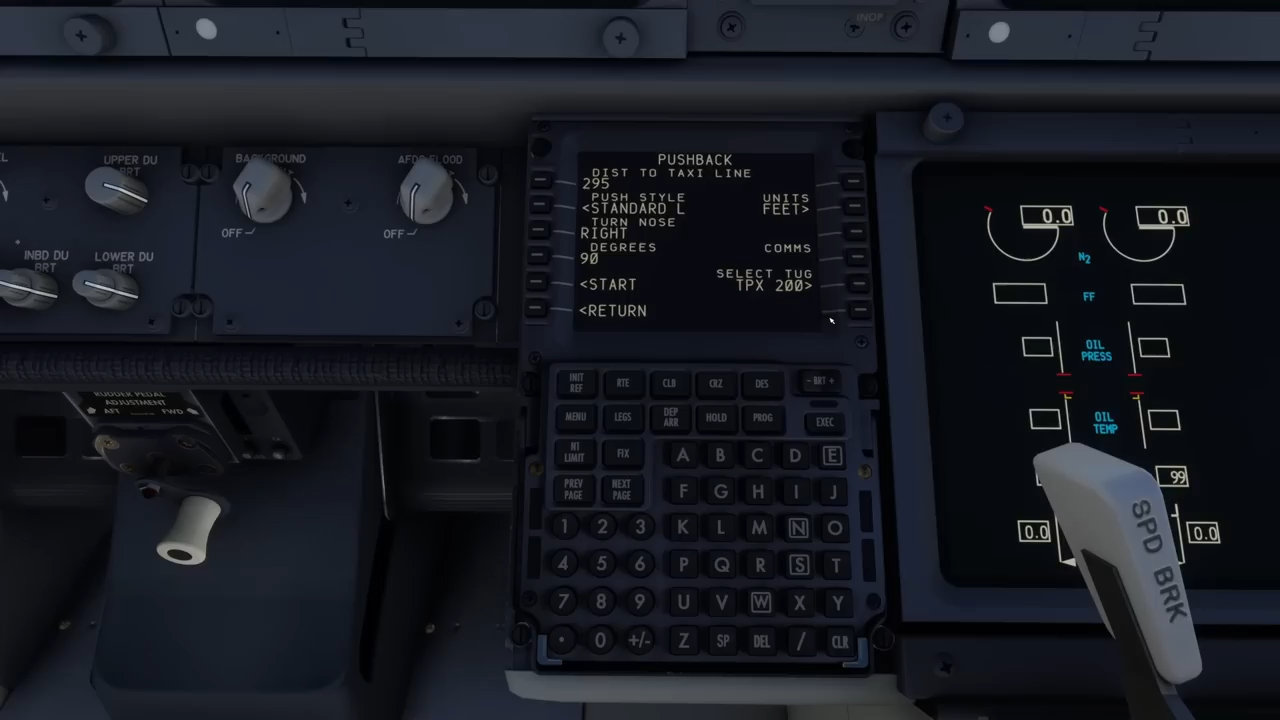 INOP
UPPER DU
BRT
BACKGROUND
OFF
AFDS FLOOD
OFF
INBD DU
BRT
LOWER DU
BRT
PUSHBACK
DIST TO TAXI LINE
295
PUSH STYLE UNITS
<STANDARD L FEET>
TURN NOSE
RIGHT
DEGREES COMMS
90
SELECT TUG
<START TPX 200>
<RETURN
0.0 0.0
N2
FF
OIL
PRESS
OIL
TEMP
99
0.0 0.0
RUDDER PEDAL
ADJUSTMENT
AFT FWD
INIT REF RTE CLB CRZ DES - BRT +
MENU LEGS DEP ARR HOLD PROG EXEC
N1 LIMIT FIX A B C D E
PREV PAGE NEXT PAGE F G H I J
1 2 3 K L M N O
4 5 6 P Q R S T
7 8 9 U V W X Y
. 0 +/- Z SP DEL / CLR
SPD BRK